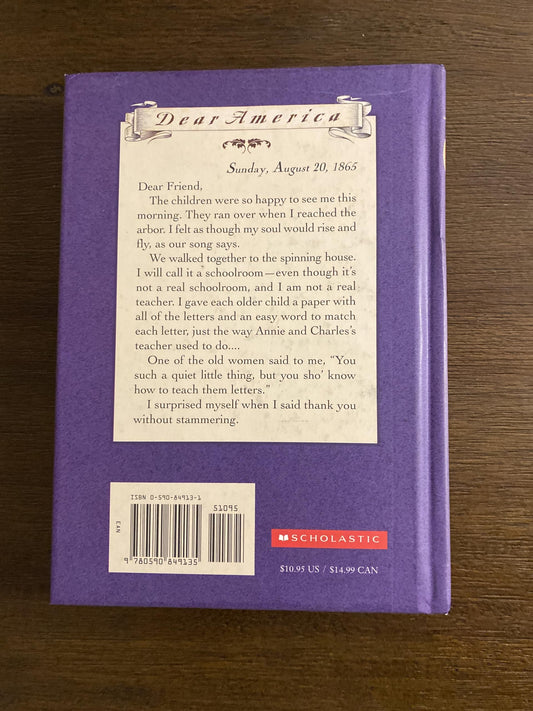 Dear America
Sunday, August 20, 1865
Dear Friend,
The children were so happy to see me this
morning. They ran over when I reached the
arbor. I felt as though my soul would rise and
fly, as our song says.
We walked together to the spinning house.
I will call it a schoolroom—even though it's
not a real schoolroom, and I am not a real
teacher. I gave each older child a paper with
all of the letters and an easy word to match
each letter, just the way Annie and Charles's
teacher used to do....
One of the old women said to me, “You
such a quiet little thing, but you sho' know
how to teach them letters.”
I surprised myself when I said thank you
without stammering.
ISBN 0-590-84913-1
51095
EAN
9 780590 849135
SCHOLASTIC
$10.95 US / $14.99 CAN